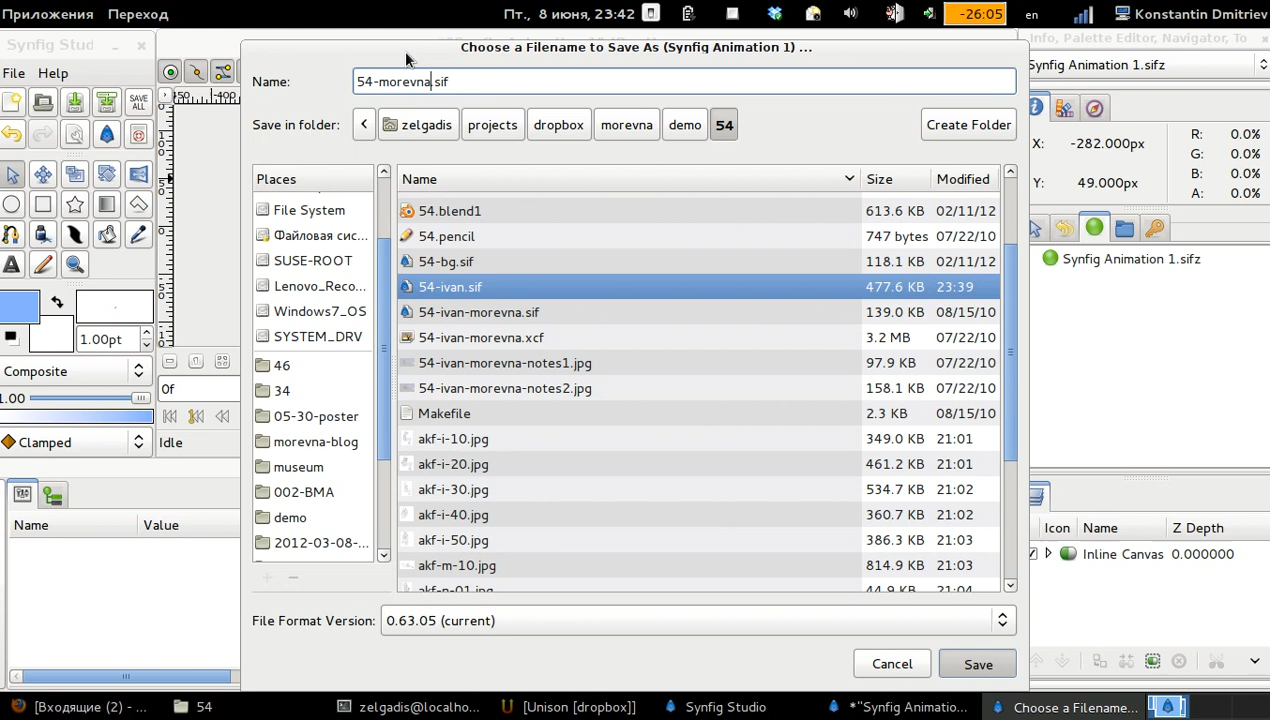 Приложения Переход Пт., 8 июня, 23:42 -26:05 en Konstantin Dmitriev
Synfig Stud
Choose a Filename to Save As (Synfig Animation 1) ...
Info, Palette Editor, Navigator, To
File Help
Name: 54-morevna.sif
Synfig Animation 1.sifz
SAVE ALL
Save in folder: zelgadis projects dropbox morevna demo 54 Create Folder
X: -282.000px
Y: 49.000px
R: 0.0%
G: 0.0%
B: 0.0%
A: 0.0%
Places
File System
Файловая сис...
SUSE-ROOT
Lenovo_Reco...
Windows7_OS
SYSTEM_DRV
46
34
05-30-poster
morevna-blog
museum
002-BMA
demo
2012-03-08-...
Name Size Modified
54.blend1 613.6 KB 02/11/12
54.pencil 747 bytes 07/22/10
54-bg.sif 118.1 KB 02/11/12
54-ivan.sif 477.6 KB 23:39
54-ivan-morevna.sif 139.0 KB 08/15/10
54-ivan-morevna.xcf 3.2 MB 07/22/10
54-ivan-morevna-notes1.jpg 97.9 KB 07/22/10
54-ivan-morevna-notes2.jpg 158.1 KB 07/22/10
Makefile 2.3 KB 08/15/10
akf-i-10.jpg 349.0 KB 21:01
akf-i-20.jpg 461.2 KB 21:01
akf-i-30.jpg 534.7 KB 21:02
akf-i-40.jpg 360.7 KB 21:02
akf-i-50.jpg 386.3 KB 21:03
akf-m-10.jpg 814.9 KB 21:03
akf-n-01.jpg 44.9 KB 21:04
Synfig Animation 1.sifz
1.00pt
Composite
1.00
0f
Clamped
Idle
Name Value
Icon Name Z Depth
Inline Canvas 0.000000
File Format Version: 0.63.05 (current)
Cancel Save
[Входящие (2) - ... 54 zelgadis@localho... [Unison [dropbox]] Synfig Studio *"Synfig Animatio... Choose a Filename...